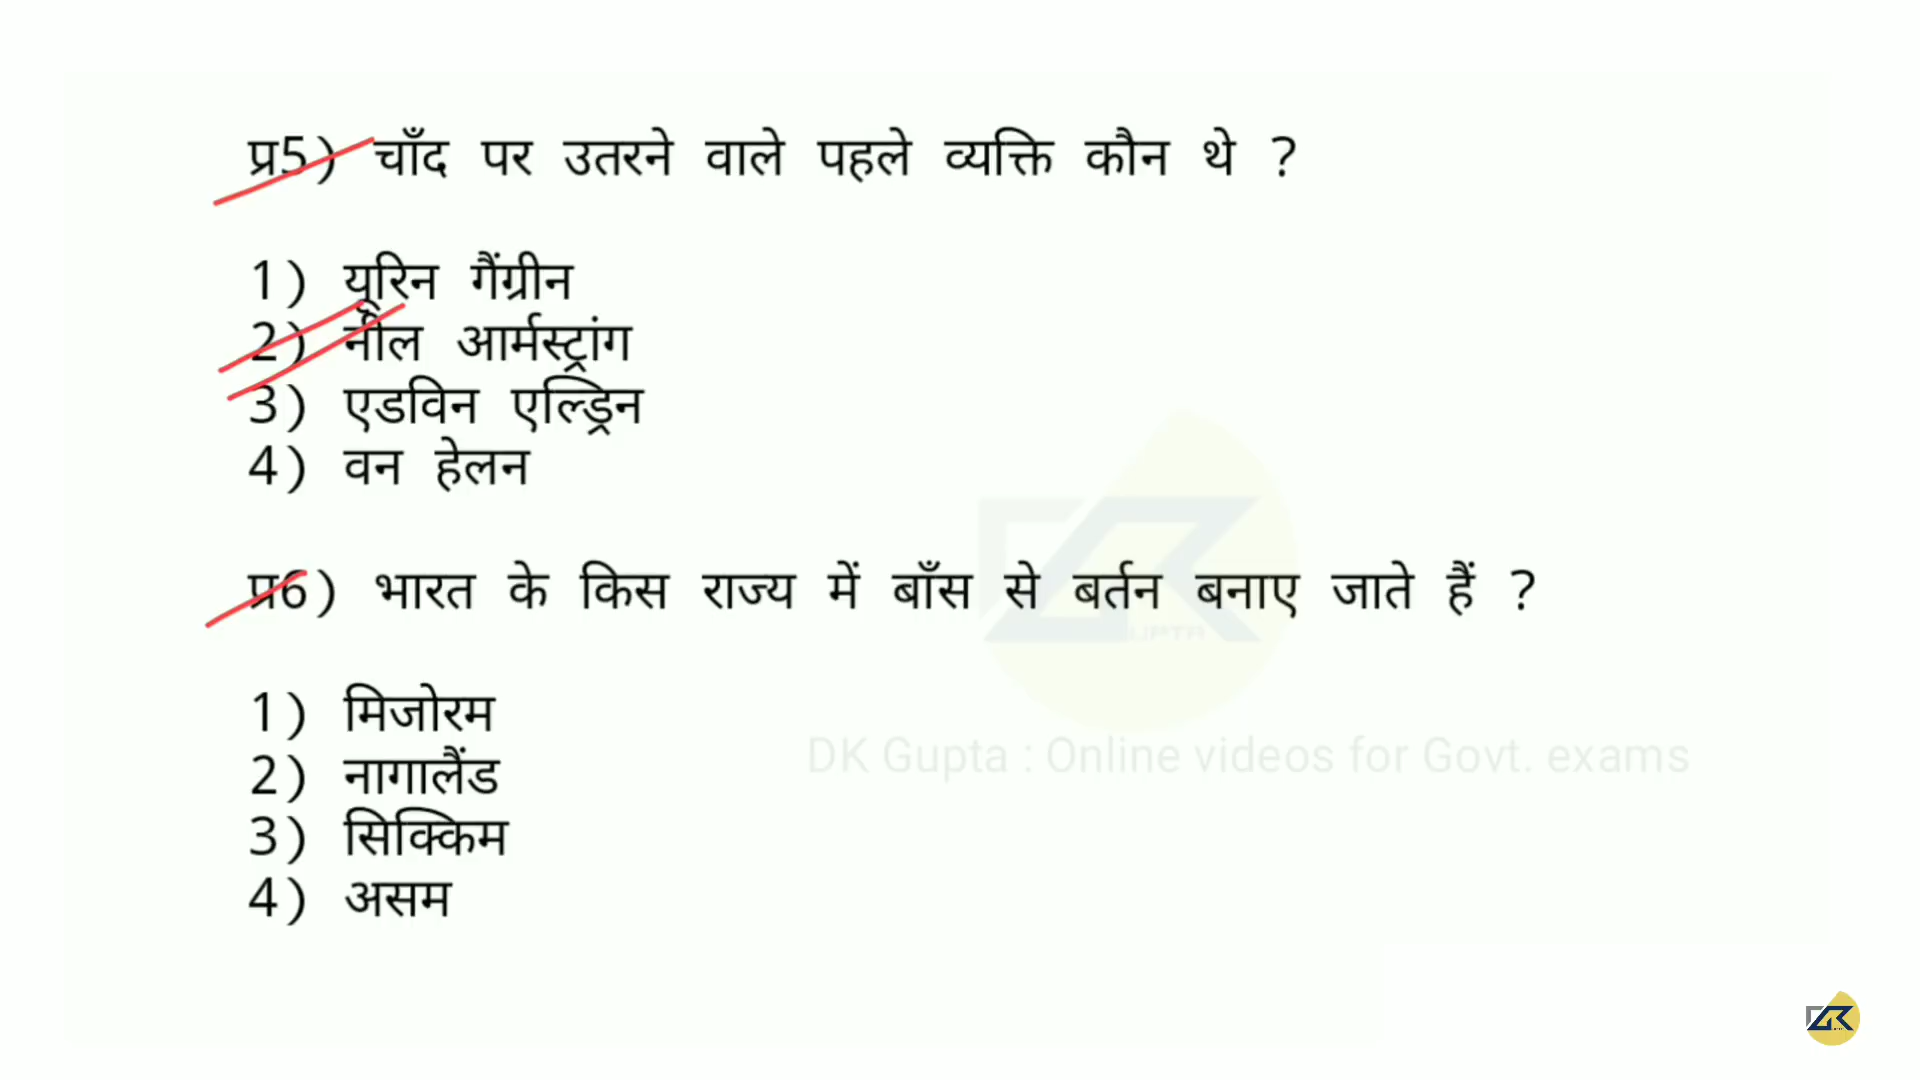 प्र5) चाँद पर उतरने वाले पहले व्यक्ति कौन थे ?
1) यूरिन गैंग्रीन
2) नील आर्मस्ट्रांग
3) एडविन एल्ड्रिन
4) वन हेलन
प्र6) भारत के किस राज्य में बाँस से बर्तन बनाए जाते हैं ?
1) मिजोरम
2) नागालैंड
3) सिक्किम
4) असम
DK Gupta : Online videos for Govt. exams